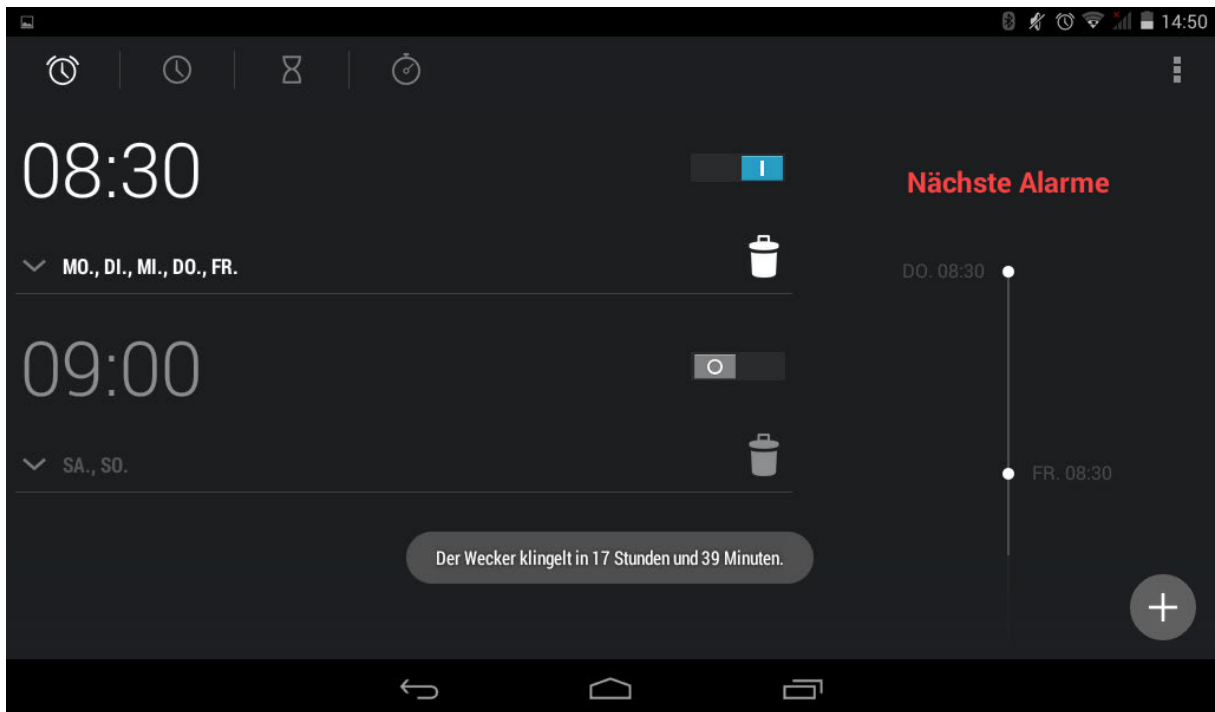 14:50
08:30
Nächste Alarme
MO., DI., MI., DO., FR.
DO. 08:30
09:00
SA., SO.
FR. 08:30
Der Wecker klingelt in 17 Stunden und 39 Minuten.